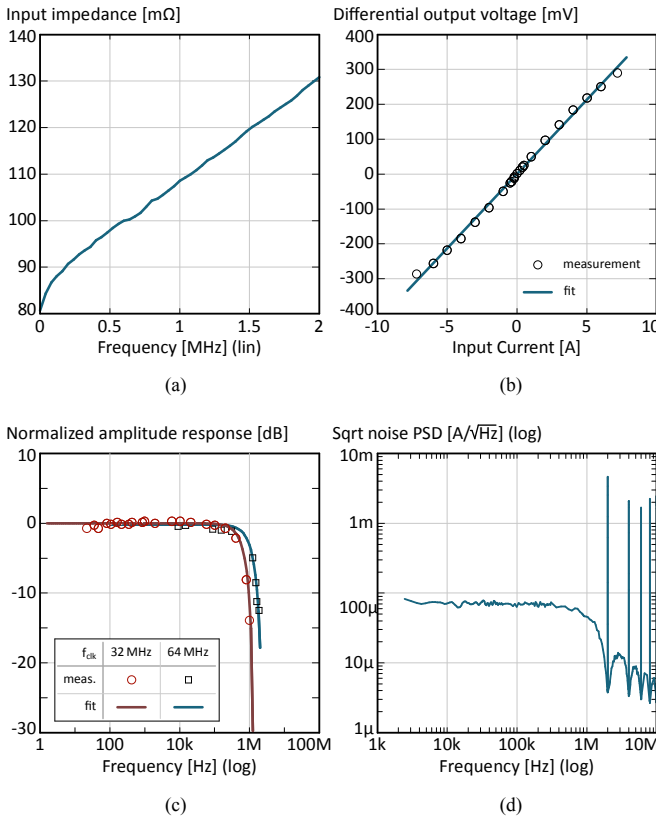 Input impedance [mΩ]
140
130
120
110
100
90
80
0
0.5
1
1.5
2
Frequency [MHz] (lin)
(a)
Differential output voltage [mV]
400
300
200
100
0
-100
-200
-300
-400
measurement
fit
-10
-5
0
5
10
Input Current [A]
(b)
Normalized amplitude response [dB]
10
0
-10
-20
-30
fclk 32 MHz 64 MHz
meas.
fit
1
100
10k
1M
100M
Frequency [Hz] (log)
(c)
Sqrt noise PSD [A/√Hz] (log)
10m
1m
100µ
10µ
1µ
1k
10k
100k
1M
10M
Frequency [Hz] (log)
(d)